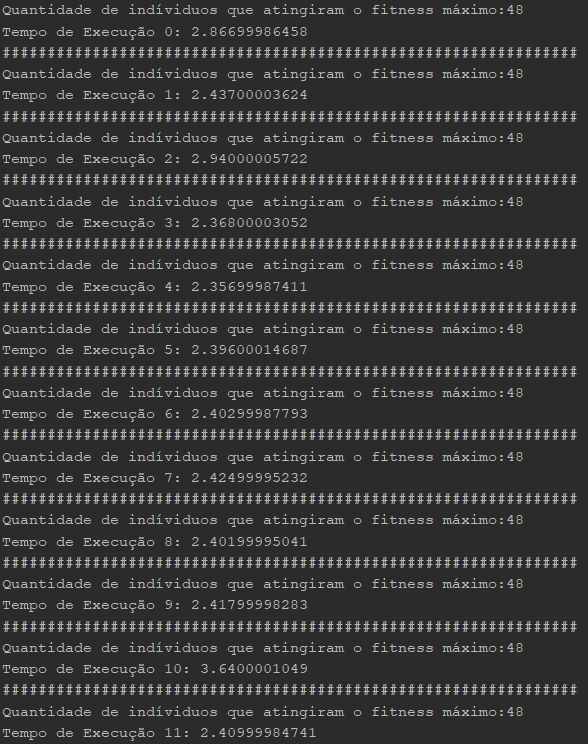 Quantidade de indíviduos que atingiram o fitness máximo:48
Tempo de Execução 0: 2.86699986458
################################################################
Quantidade de indíviduos que atingiram o fitness máximo:48
Tempo de Execução 1: 2.43700003624
################################################################
Quantidade de indíviduos que atingiram o fitness máximo:48
Tempo de Execução 2: 2.94000005722
################################################################
Quantidade de indíviduos que atingiram o fitness máximo:48
Tempo de Execução 3: 2.36800003052
################################################################
Quantidade de indíviduos que atingiram o fitness máximo:48
Tempo de Execução 4: 2.35699987411
################################################################
Quantidade de indíviduos que atingiram o fitness máximo:48
Tempo de Execução 5: 2.39600014687
################################################################
Quantidade de indíviduos que atingiram o fitness máximo:48
Tempo de Execução 6: 2.40299987793
################################################################
Quantidade de indíviduos que atingiram o fitness máximo:48
Tempo de Execução 7: 2.42499995232
################################################################
Quantidade de indíviduos que atingiram o fitness máximo:48
Tempo de Execução 8: 2.40199995041
################################################################
Quantidade de indíviduos que atingiram o fitness máximo:48
Tempo de Execução 9: 2.41799998283
################################################################
Quantidade de indíviduos que atingiram o fitness máximo:48
Tempo de Execução 10: 3.6400001049
################################################################
Quantidade de indíviduos que atingiram o fitness máximo:48
Tempo de Execução 11: 2.40999984741